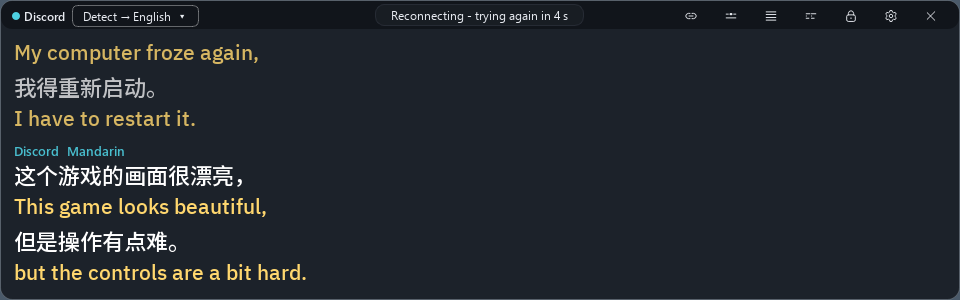 Discord
Detect → English
Reconnecting - trying again in 4 s
My computer froze again,
我得重新启动。
I have to restart it.
Discord Mandarin
这个游戏的画面很漂亮，
This game looks beautiful,
但是操作有点难。
but the controls are a bit hard.